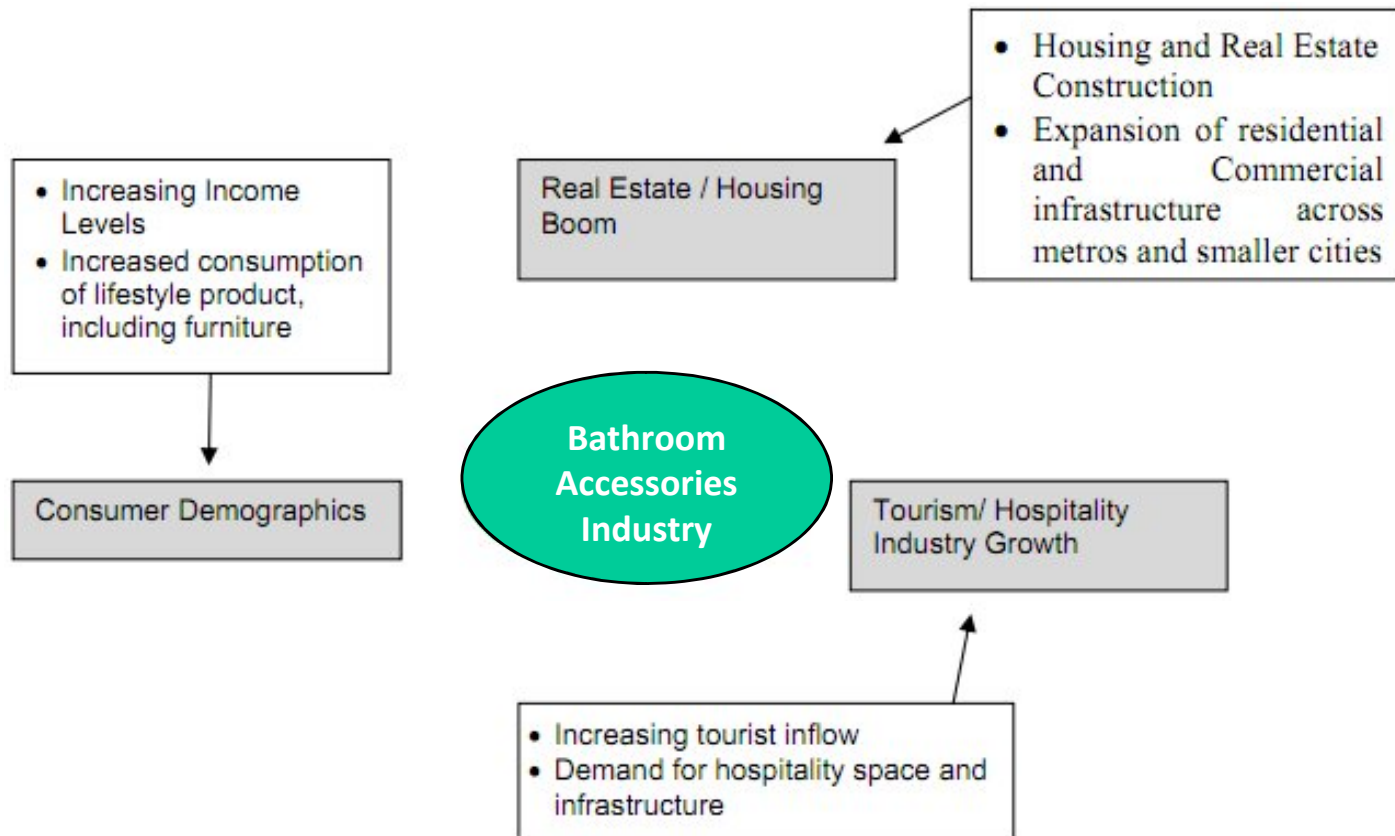 • Housing and Real Estate
Construction
• Expansion of residential
and Commercial
infrastructure across
metros and smaller cities
• Increasing Income
Levels
• Increased consumption
of lifestyle product,
including furniture
Real Estate / Housing
Boom
Bathroom
Accessories
Industry
Consumer Demographics
Tourism/ Hospitality
Industry Growth
• Increasing tourist inflow
• Demand for hospitality space and
infrastructure